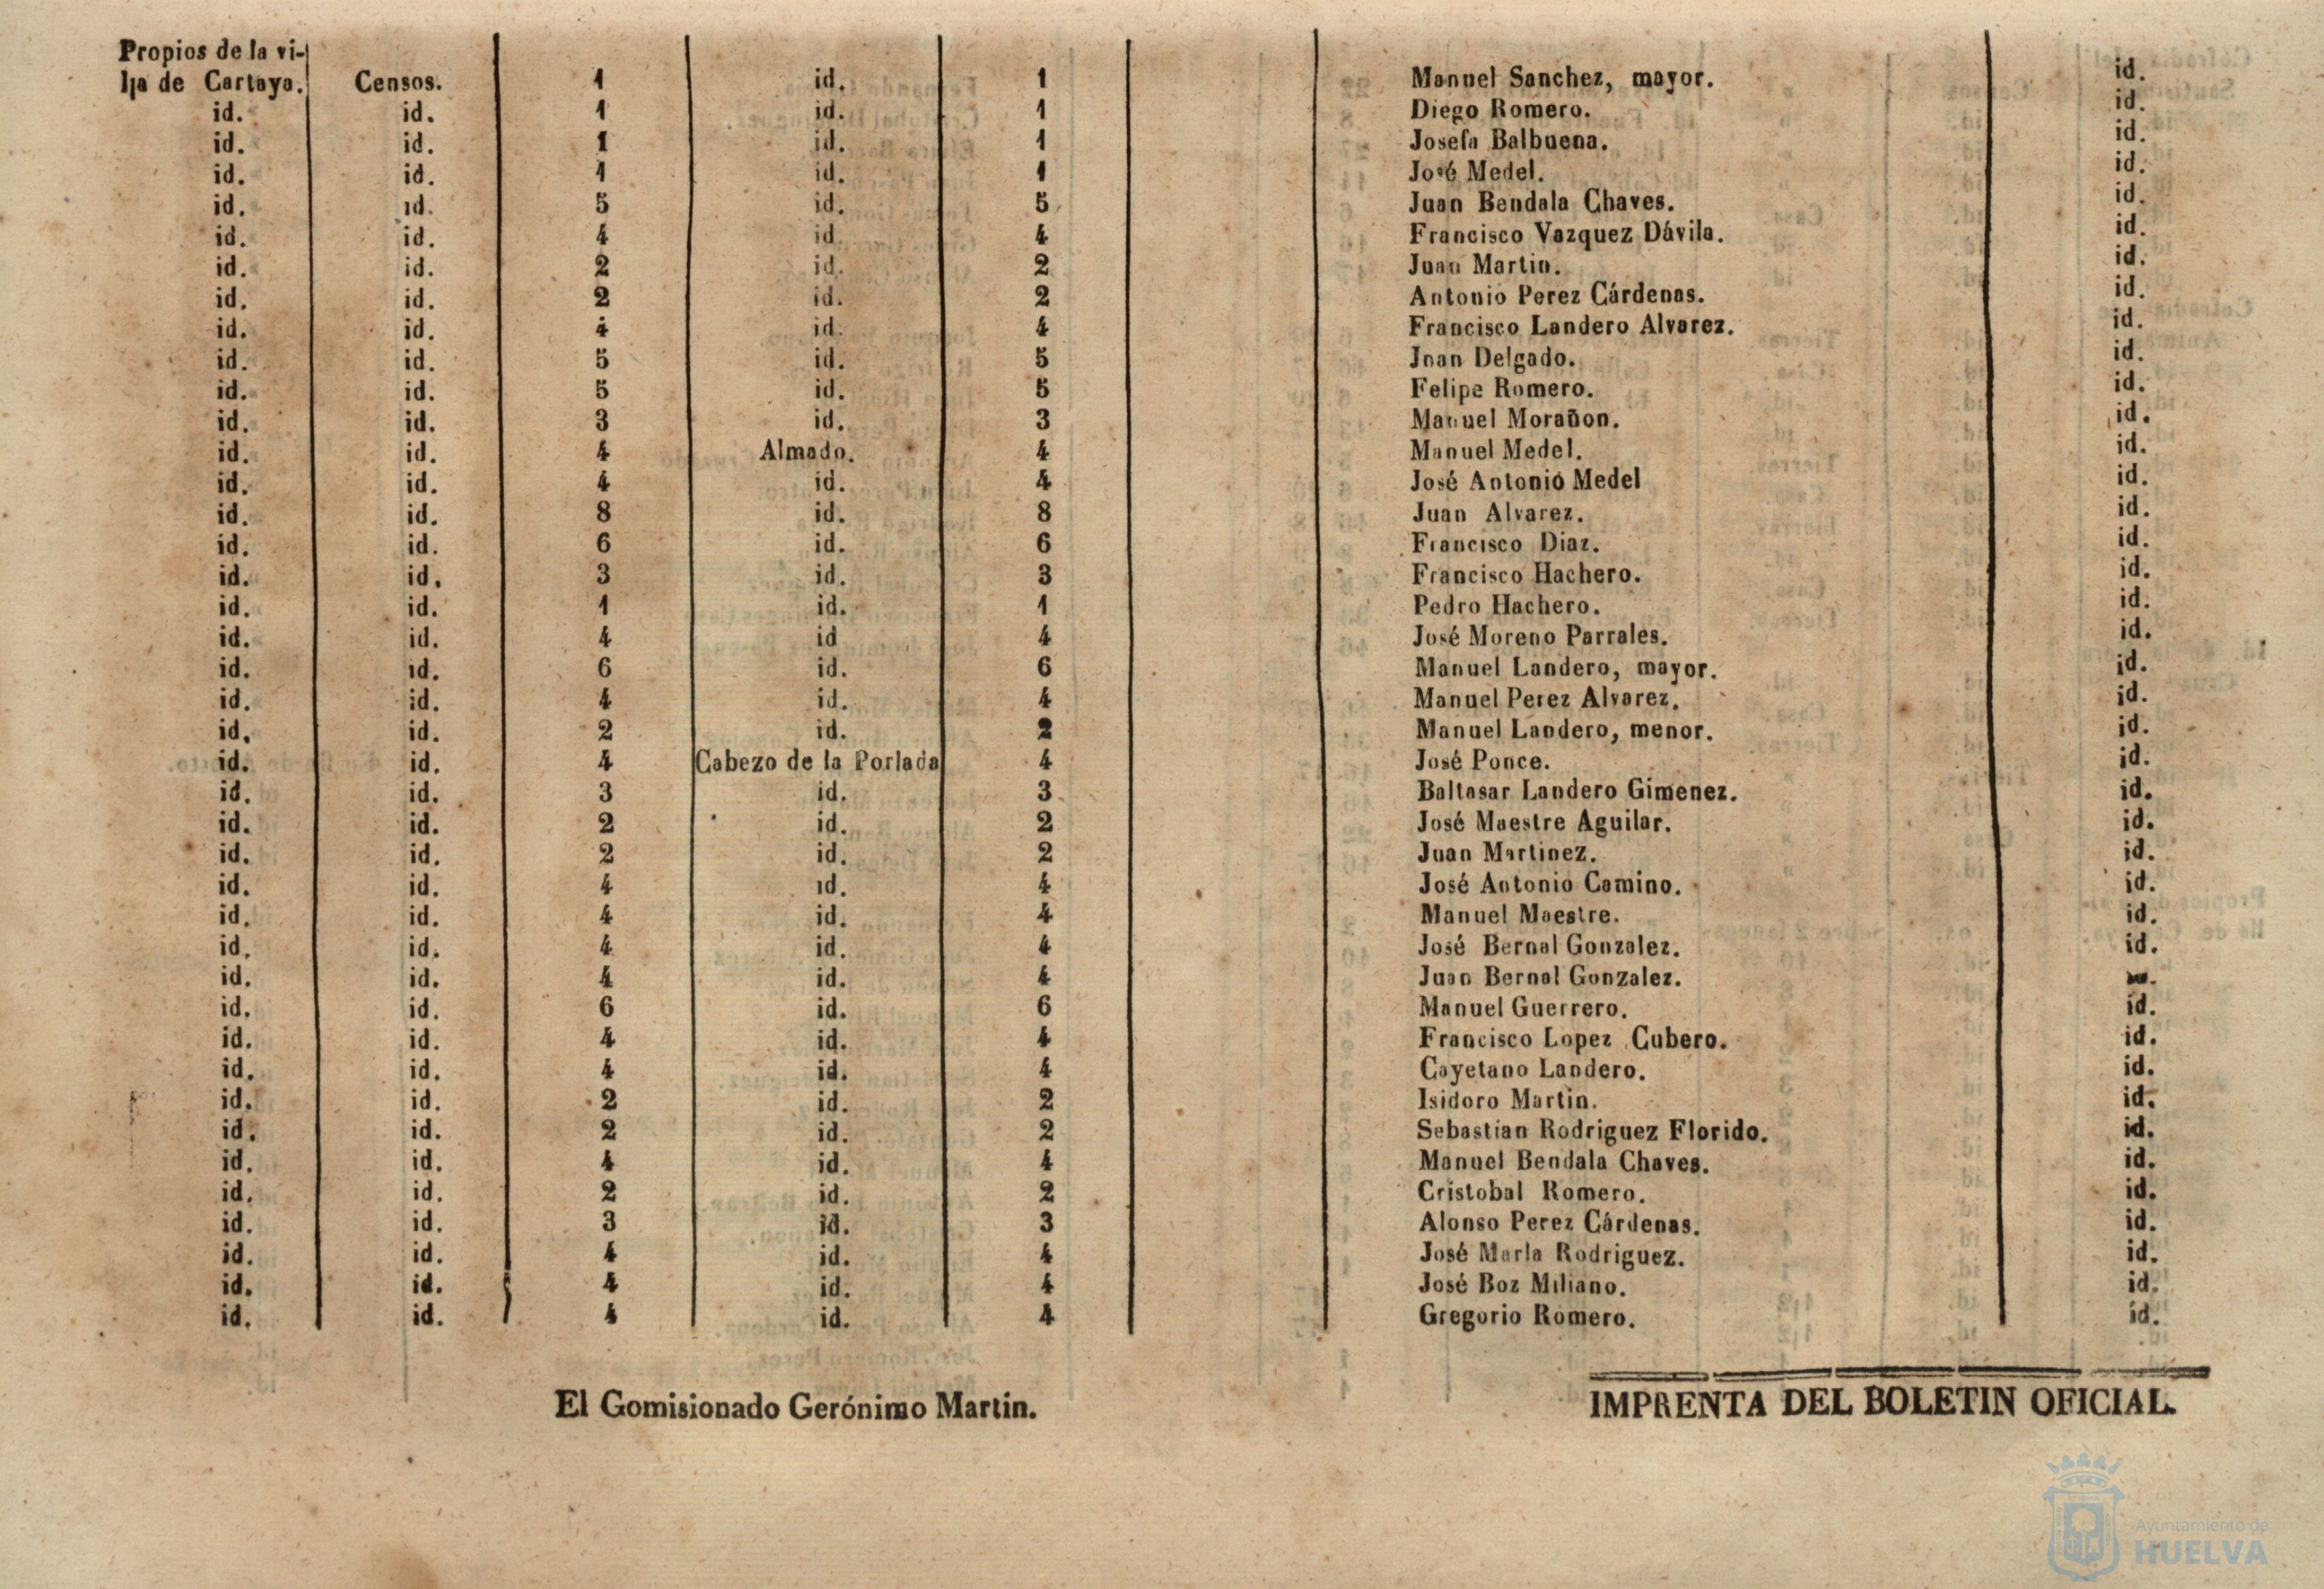 Propios de la vi-
lla de Cartaya. Censos. 1 id. 1 Manuel Sanchez, mayor. id.
id. id. 1 id. 1 Diego Romero. id.
id. id. 1 id. 1 Josefa Balbuena. id.
id. id. 1 id. 1 José Medel. id.
id. id. 5 id. 5 Juan Bendala Chaves. id.
id. id. 4 id. 4 Francisco Vazquez Dávila. id.
id. id. 2 id. 2 Juan Martin. id.
id. id. 2 id. 2 Antonio Perez Cárdenas. id.
id. id. 4 id. 4 Francisco Landero Alvarez. id.
id. id. 5 id. 5 Juan Delgado. id.
id. id. 5 id. 5 Felipe Romero. id.
id. id. 3 id. 3 Manuel Morañon. id.
id. id. 4 Almado. 4 Manuel Medel. id.
id. id. 4 id. 4 José Antonio Medel id.
id. id. 8 id. 8 Juan Alvarez. id.
id. id. 6 id. 6 Francisco Diaz. id.
id. id. 3 id. 3 Francisco Hachero. id.
id. id. 1 id. 1 Pedro Hachero. id.
id. id. 4 id 4 José Moreno Parrales. id.
id. id. 6 id. 6 Manuel Landero, mayor. id.
id. id. 4 id. 4 Manuel Perez Alvarez. id.
id. id. 2 id. 2 Manuel Landero, menor. id.
id. id. 4 Cabezo de la Porlada 4 José Ponce. id.
id. id. 3 id. 3 Baltasar Landero Gimenez. id.
id. id. 2 id. 2 José Maestre Aguilar. id.
id. id. 2 id. 2 Juan Martinez. id.
id. id. 4 id. 4 José Antonio Camino. id.
id. id. 4 id. 4 Manuel Maestre. id.
id. id. 4 id. 4 José Bernal Gonzalez. id.
id. id. 4 id. 4 Juan Bernal Gonzalez.
id. id. 6 id. 6 Manuel Guerrero. id.
id. id. 4 id. 4 Francisco Lopez Cubero. id.
id. id. 4 id. 4 Cayetano Landero. id.
id. id. 2 id. 2 Isidoro Martin. id.
id. id. 2 id. 2 Sebastian Rodriguez Florido. id.
id. id. 4 id. 4 Manuel Bendala Chaves. id.
id. id. 2 id. 2 Cristobal Romero. id.
id. id. 3 id. 3 Alonso Perez Cárdenas. id.
id. id. 4 id. 4 José María Rodriguez. id.
id. id. 4 id. 4 José Boz Miliano. id.
id. id. 4 id. 4 Gregorio Romero. id.
El Gomisionado Gerónimo Martin.
IMPRENTA DEL BOLETIN OFICIAL.
Ayuntamiento de
HUELVA